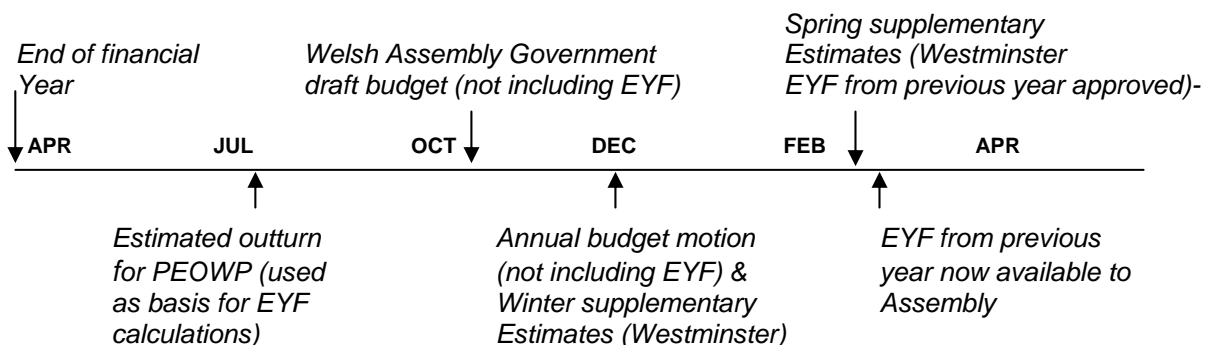 End of financial
Year
Welsh Assembly Government
draft budget (not including EYF)
Spring supplementary
Estimates (Westminster
EYF from previous year approved)-
APR JUL OCT DEC FEB APR
Estimated outturn
for PEOWP (used
as basis for EYF
calculations)
Annual budget motion
(not including EYF) &
Winter supplementary
Estimates (Westminster)
EYF from previous
year now available to
Assembly